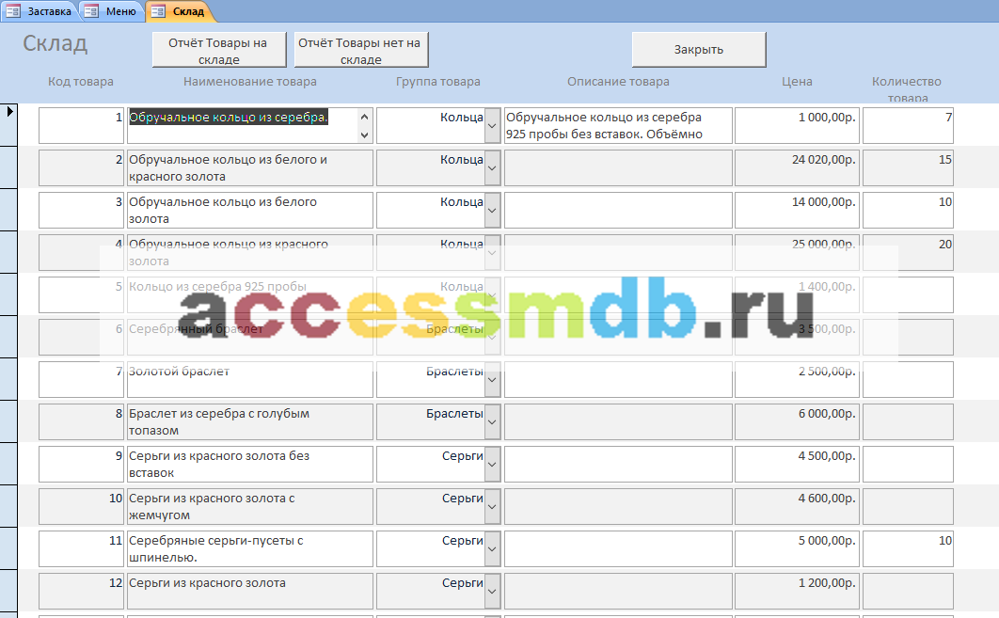 Заставка Меню Склад
Склад
Отчёт Товары на складе
Отчёт Товары нет на складе
Закрыть
Код товара Наименование товара Группа товара Описание товара Цена Количество товара
1 Обручальное кольцо из серебра. Кольца Обручальное кольцо из серебра 925 пробы без вставок. Объёмно 1 000,00р. 7
2 Обручальное кольцо из белого и красного золота Кольца 24 020,00р. 15
3 Обручальное кольцо из белого золота Кольца 14 000,00р. 10
4 Обручальное кольцо из красного золота Кольца 25 000,00р. 20
5 Кольцо из серебра 925 пробы Кольца 1 400,00р.
accessmdb.ru
6 Серебрянный браслет Браслеты 3 500,00р.
7 Золотой браслет Браслеты 2 500,00р.
8 Браслет из серебра с голубым топазом Браслеты 6 000,00р.
9 Серьги из красного золота без вставок Серьги 4 500,00р.
10 Серьги из красного золота с жемчугом Серьги 4 600,00р.
11 Серебряные серьги-пусеты с шпинелью. Серьги 5 000,00р. 10
12 Серьги из красного золота Серьги 1 200,00р.